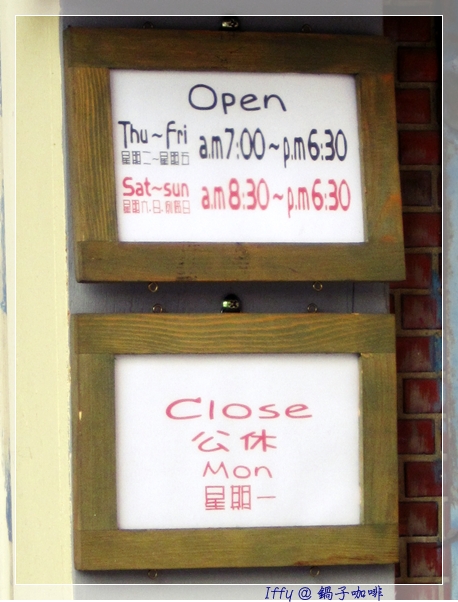 Open
Thu~Fri a.m7:00~p.m6:30
星期二~星期五
Sat~sun a.m8:30~p.m6:30
星期六.日.例假日
Close
公休
Mon
星期一
Iffy @ 鍋子咖啡